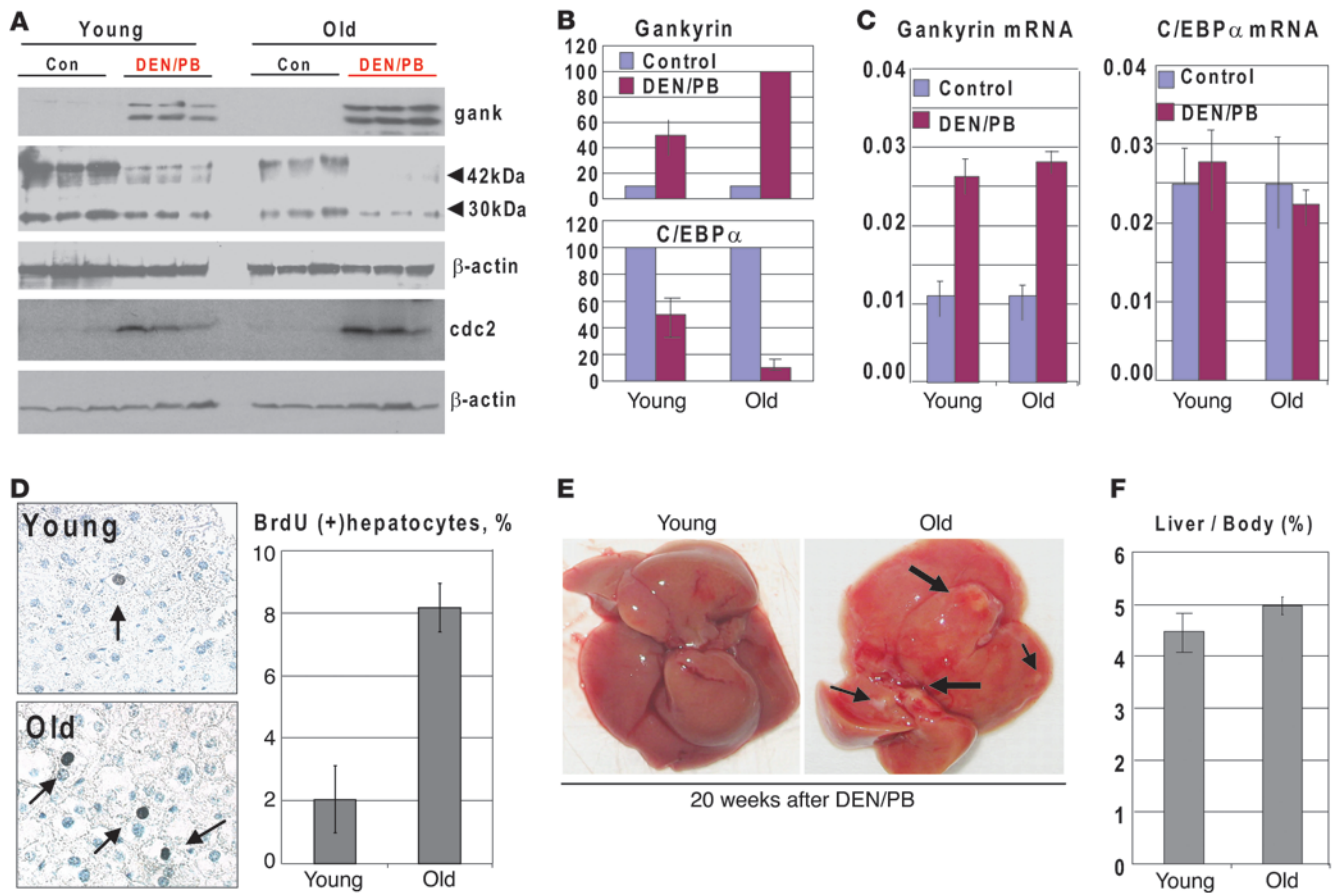 A
Young Old
Con DEN/PB Con DEN/PB
gank
42kDa
30kDa
β-actin
cdc2
β-actin
B
Gankyrin
120
100
80
60
40
20
0
Control
DEN/PB
C/EBPα
120
100
80
60
40
20
0
Young Old
C
Gankyrin mRNA
0.04
0.03
0.02
0.01
0.00
Control
DEN/PB
Young Old
C/EBPα mRNA
0.04
0.03
0.02
0.01
0.00
Control
DEN/PB
Young Old
D
Young
Old
BrdU (+)hepatocytes, %
10
8
6
4
2
0
Young Old
E
Young Old
20 weeks after DEN/PB
F
Liver / Body (%)
6
5
4
3
2
1
0
Young Old